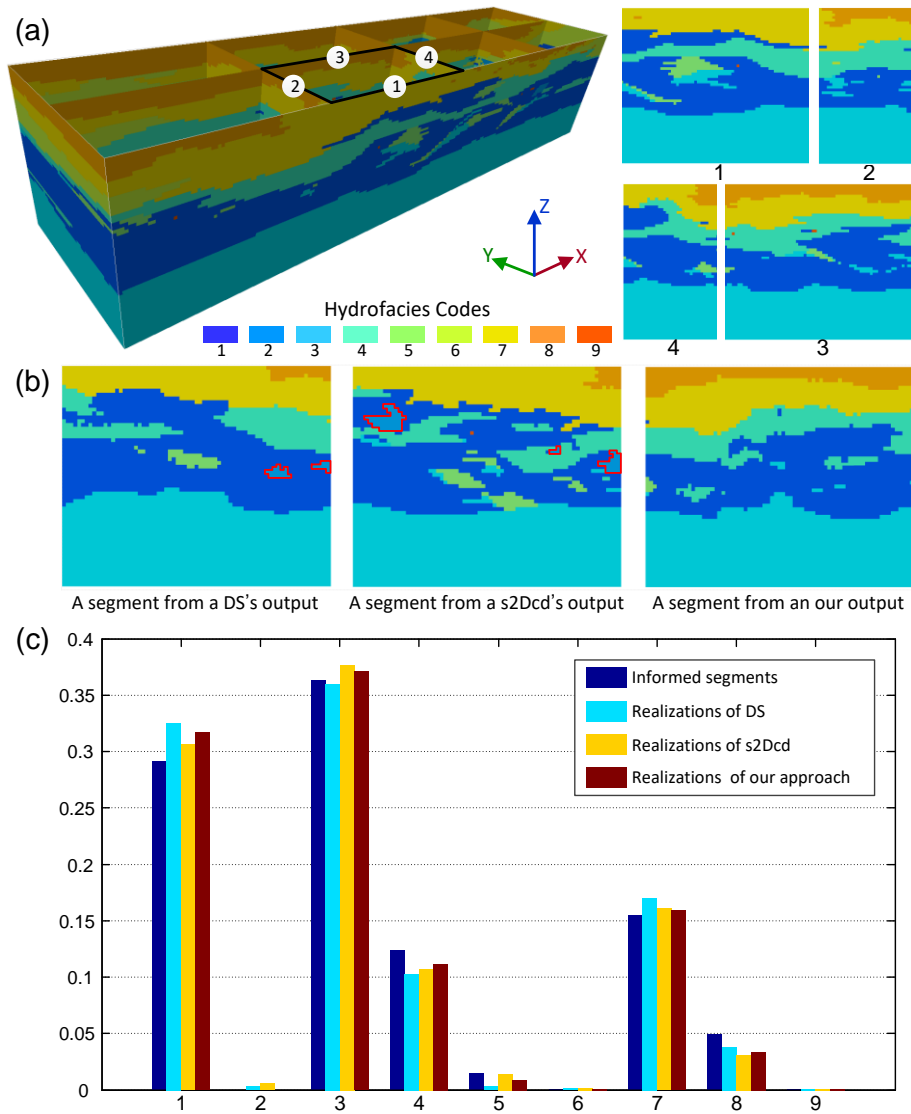 (a)
3
4
2
1
Z
Y
X
Hydrofacies Codes
1 2 3 4 5 6 7 8 9
1 2
4 3
(b)
A segment from a DS's output
A segment from a s2Dcd's output
A segment from an our output
(c)
0.4
0.35
0.3
0.25
0.2
0.15
0.1
0.05
0
1 2 3 4 5 6 7 8 9
Informed segments
Realizations of DS
Realizations of s2Dcd
Realizations of our approach